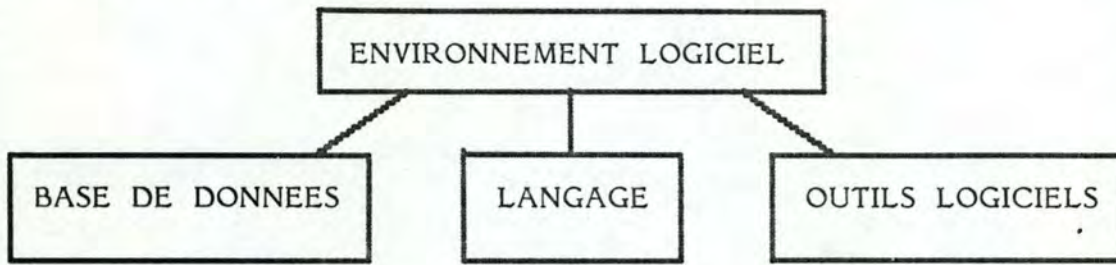 ENVIRONNEMENT LOGICIEL
BASE DE DONNEES
LANGAGE
OUTILS LOGICIELS